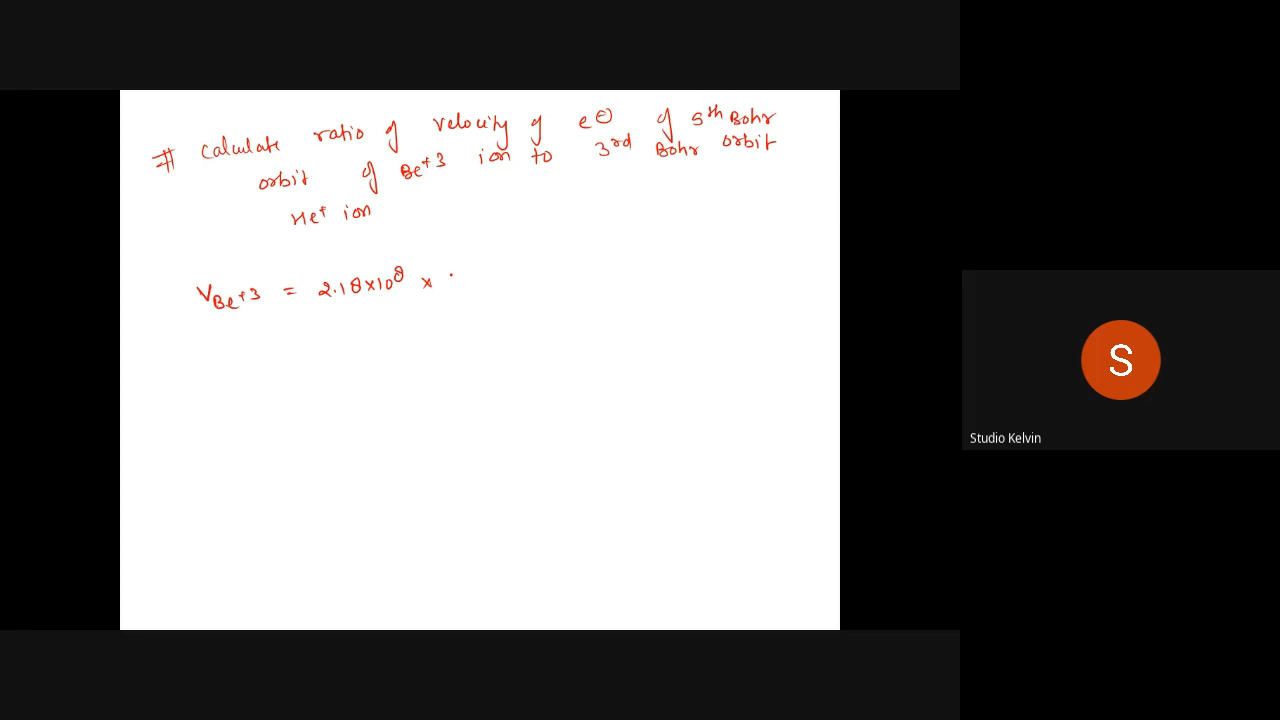 # Calculate ratio of velocity of e⊖ of 5th Bohr
orbit of Be+3 ion to 3rd Bohr orbit
He+ ion
VBe+3 = 2.18×10⁸ ×
S
Studio Kelvin